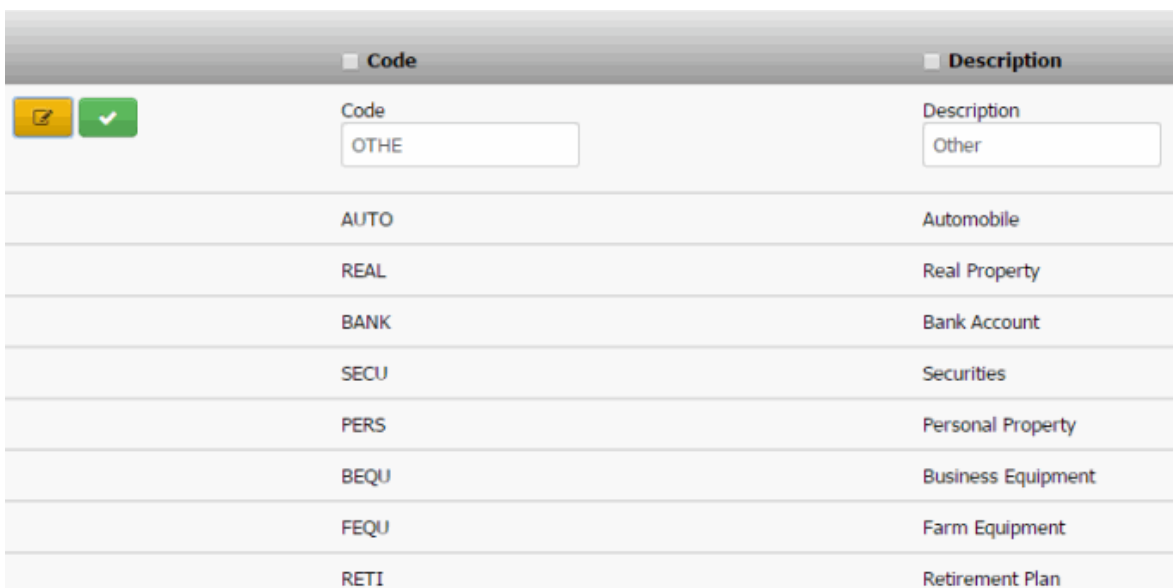 Code Description
Code Description
OTHE Other
AUTO Automobile
REAL Real Property
BANK Bank Account
SECU Securities
PERS Personal Property
BEQU Business Equipment
FEQU Farm Equipment
RETI Retirement Plan